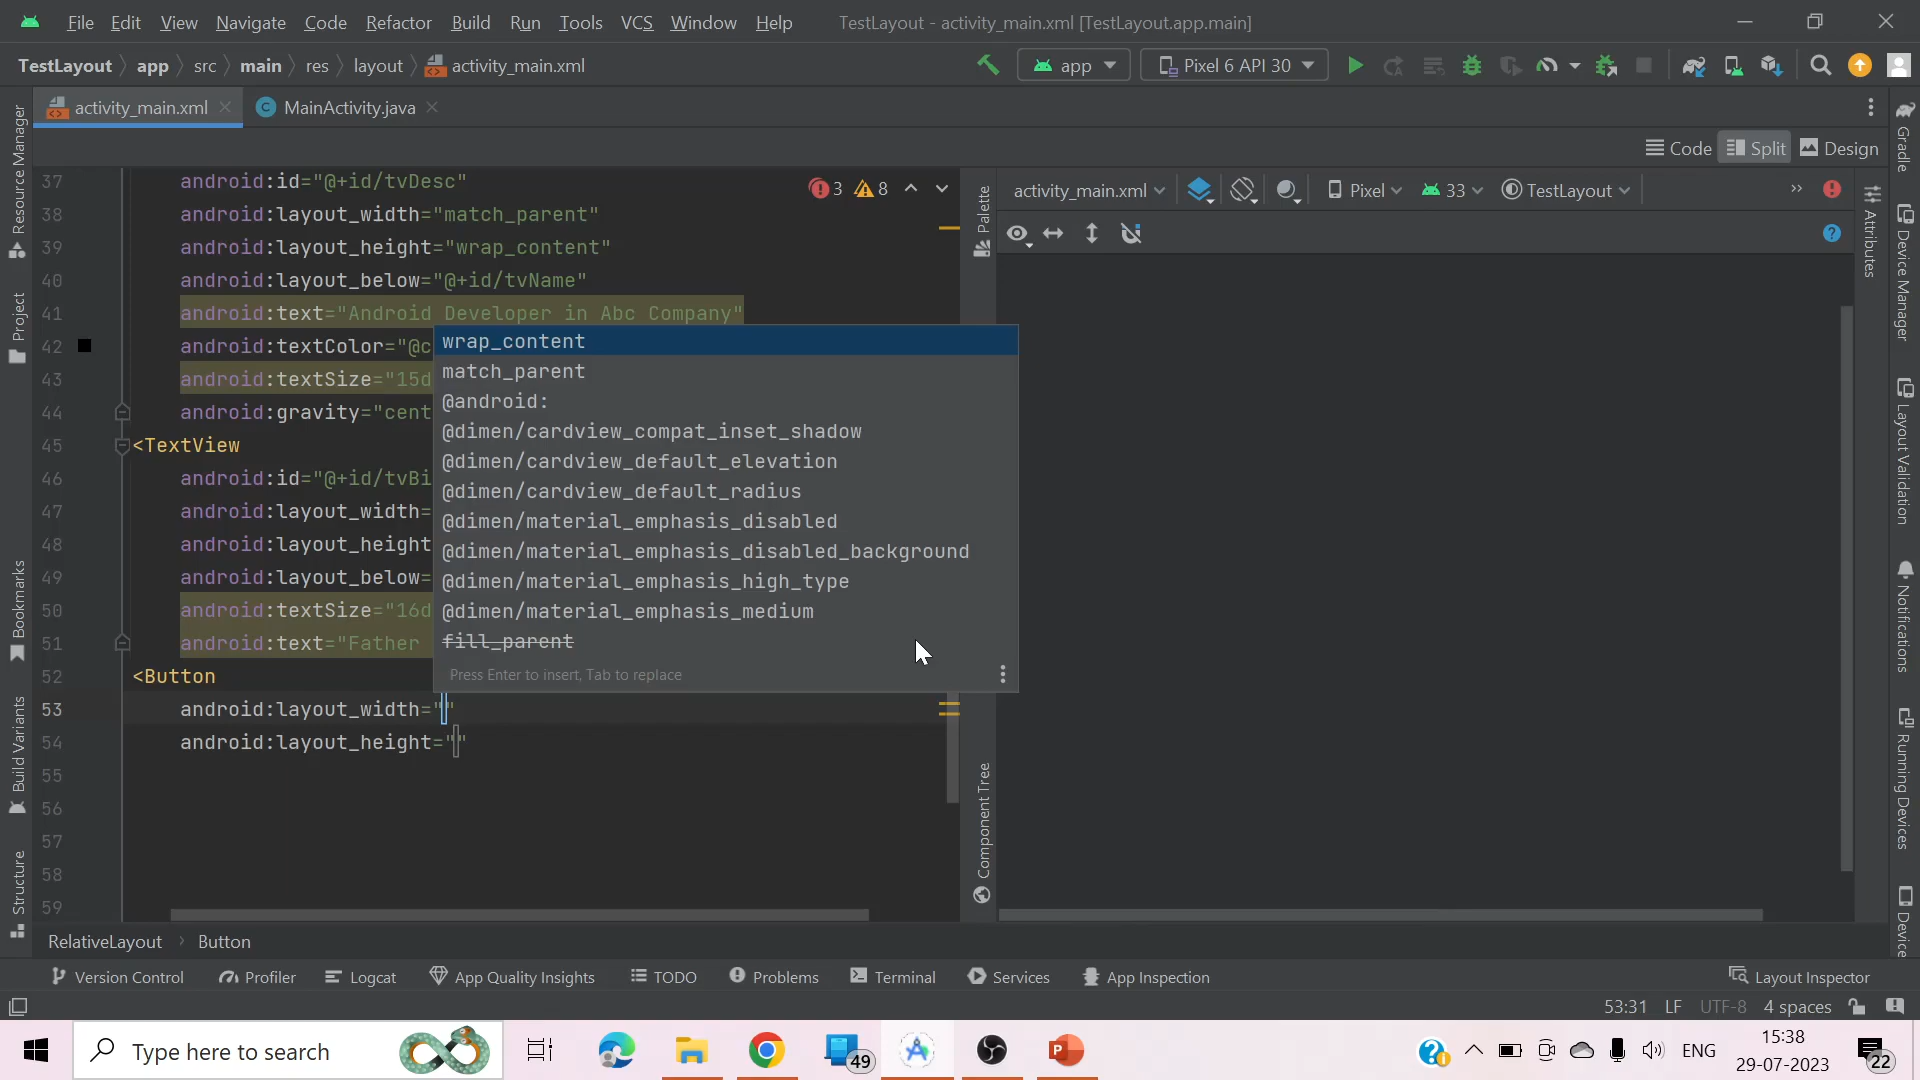 File Edit View Navigate Code Refactor Build Run Tools VCS Window Help TestLayout - activity_main.xml [TestLayout.app.main]
TestLayout app src main res layout activity_main.xml app Pixel 6 API 30
activity_main.xml MainActivity.java
Code Split Design
37 android:id="@+id/tvDesc"
3 8
38 android:layout_width="match_parent"
39 android:layout_height="wrap_content"
40 android:layout_below="@+id/tvName"
41 android:text="Android Developer in Abc Company"
42 android:textColor="@c
43 android:textSize="15d
44 android:gravity="cent
45 <TextView
46 android:id="@+id/tvBi
47 android:layout_width=
48 android:layout_height
49 android:layout_below=
50 android:textSize="16d
51 android:text="Father
52 <Button
53 android:layout_width=""
54 android:layout_height=""
55
56
57
58
59
wrap_content
match_parent
@android:
@dimen/cardview_compat_inset_shadow
@dimen/cardview_default_elevation
@dimen/cardview_default_radius
@dimen/material_emphasis_disabled
@dimen/material_emphasis_disabled_background
@dimen/material_emphasis_high_type
@dimen/material_emphasis_medium
fill_parent
Press Enter to insert, Tab to replace
activity_main.xml Pixel 33 TestLayout
Resource Manager
Project
Bookmarks
Build Variants
Structure
Palette
Component Tree
Attributes
Gradle
Device Manager
Layout Validation
Notifications
Running Devices
Device
RelativeLayout Button
Version Control Profiler Logcat App Quality Insights TODO Problems Terminal Services App Inspection Layout Inspector
53:31 LF UTF-8 4 spaces
Type here to search 49 ENG 15:38
29-07-2023 22